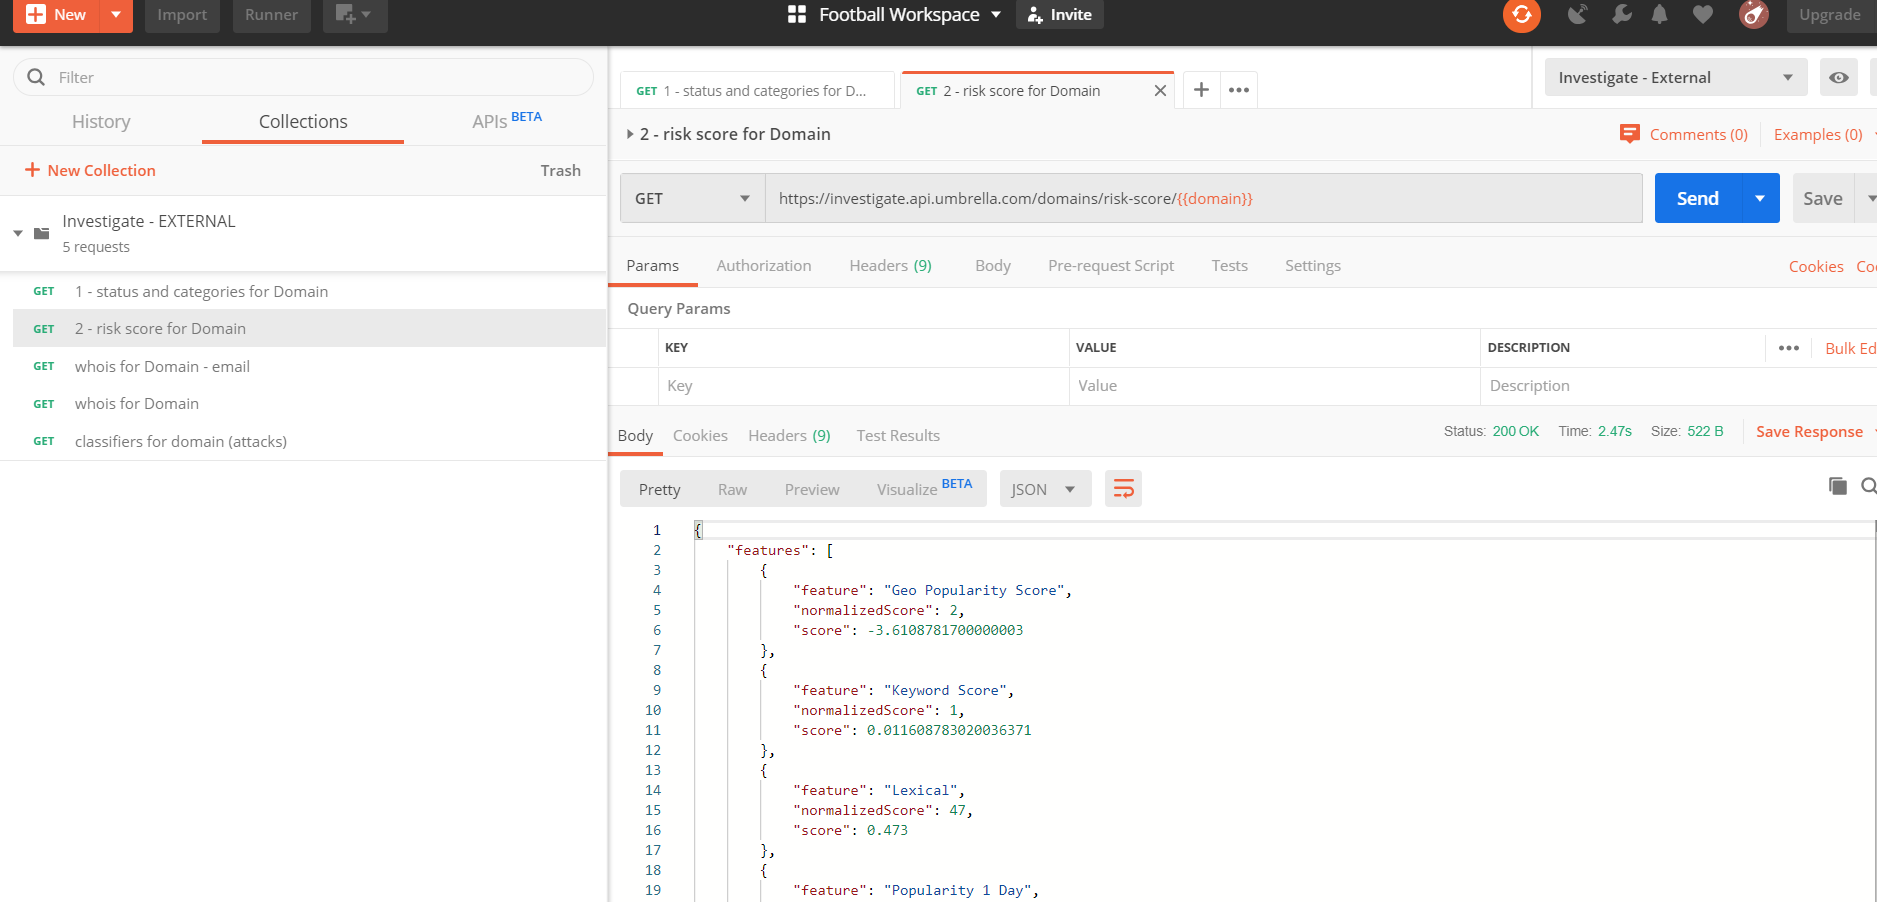 New
Import
Runner
Football Workspace
Invite
Upgrade
Filter
History
Collections
APIs BETA
New Collection
Trash
Investigate - EXTERNAL
5 requests
GET 1 - status and categories for Domain
GET 2 - risk score for Domain
GET whois for Domain - email
GET whois for Domain
GET classifiers for domain (attacks)
GET 1 - status and categories for D...
GET 2 - risk score for Domain
Investigate - External
2 - risk score for Domain
Comments (0)
Examples (0)
GET
https://investigate.api.umbrella.com/domains/risk-score/{{domain}}
Send
Save
Params Authorization Headers (9) Body Pre-request Script Tests Settings
Cookies
Query Params
KEY VALUE DESCRIPTION
Bulk Ed
Key Value Description
Body Cookies Headers (9) Test Results
Status: 200 OK Time: 2.47s Size: 522 B
Save Response
Pretty Raw Preview Visualize BETA
JSON
1 {
2 "features": [
3 {
4 "feature": "Geo Popularity Score",
5 "normalizedScore": 2,
6 "score": -3.6108781700000003
7 },
8 {
9 "feature": "Keyword Score",
10 "normalizedScore": 1,
11 "score": 0.011608783020036371
12 },
13 {
14 "feature": "Lexical",
15 "normalizedScore": 47,
16 "score": 0.473
17 },
18 {
19 "feature": "Popularity 1 Day",